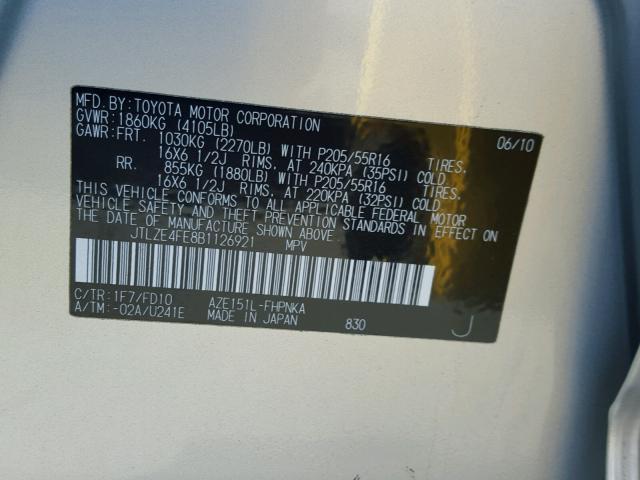 MFD. BY: TOYOTA MOTOR CORPORATION 06/10
GVWR: 1860KG (4105LB)
GAWR: FRT. 1030KG (2270LB) WITH P205/55R16 TIRES,
16X6 1/2J RIMS, AT 240KPA (35PSI) COLD
RR. 855KG (1880LB) WITH P205/55R16 TIRES,
16X6 1/2J RIMS, AT 220KPA (32PSI) COLD
THIS VEHICLE CONFORMS TO ALL APPLICABLE FEDERAL MOTOR
VEHICLE SAFETY AND THEFT PREVENTION STANDARDS IN EFFECT ON
THE DATE OF MANUFACTURE SHOWN ABOVE.
JTLZE4FE8B1126921 MPV
C/TR: 1F7/FD10 AZE151L-FHPNKA
A/TM: -02A/U241E MADE IN JAPAN 830 J